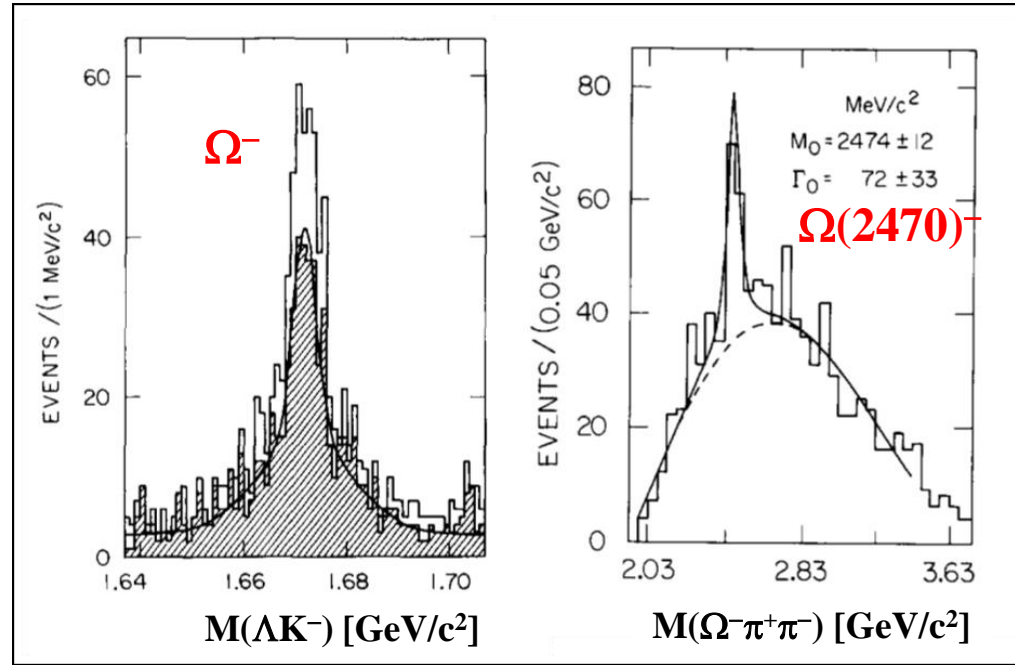 60
40
20
0
EVENTS / (1 MeV/c²)
Ω⁻
1.64
1.66
1.68
1.70
M(ΛK⁻) [GeV/c²]
80
60
40
20
0
EVENTS / (0.05 GeV/c²)
MeV/c²
M₀ = 2474 ± 12
Γ₀ = 72 ± 33
Ω(2470)⁻
2.03
2.83
3.63
M(Ω⁻π⁺π⁻) [GeV/c²]